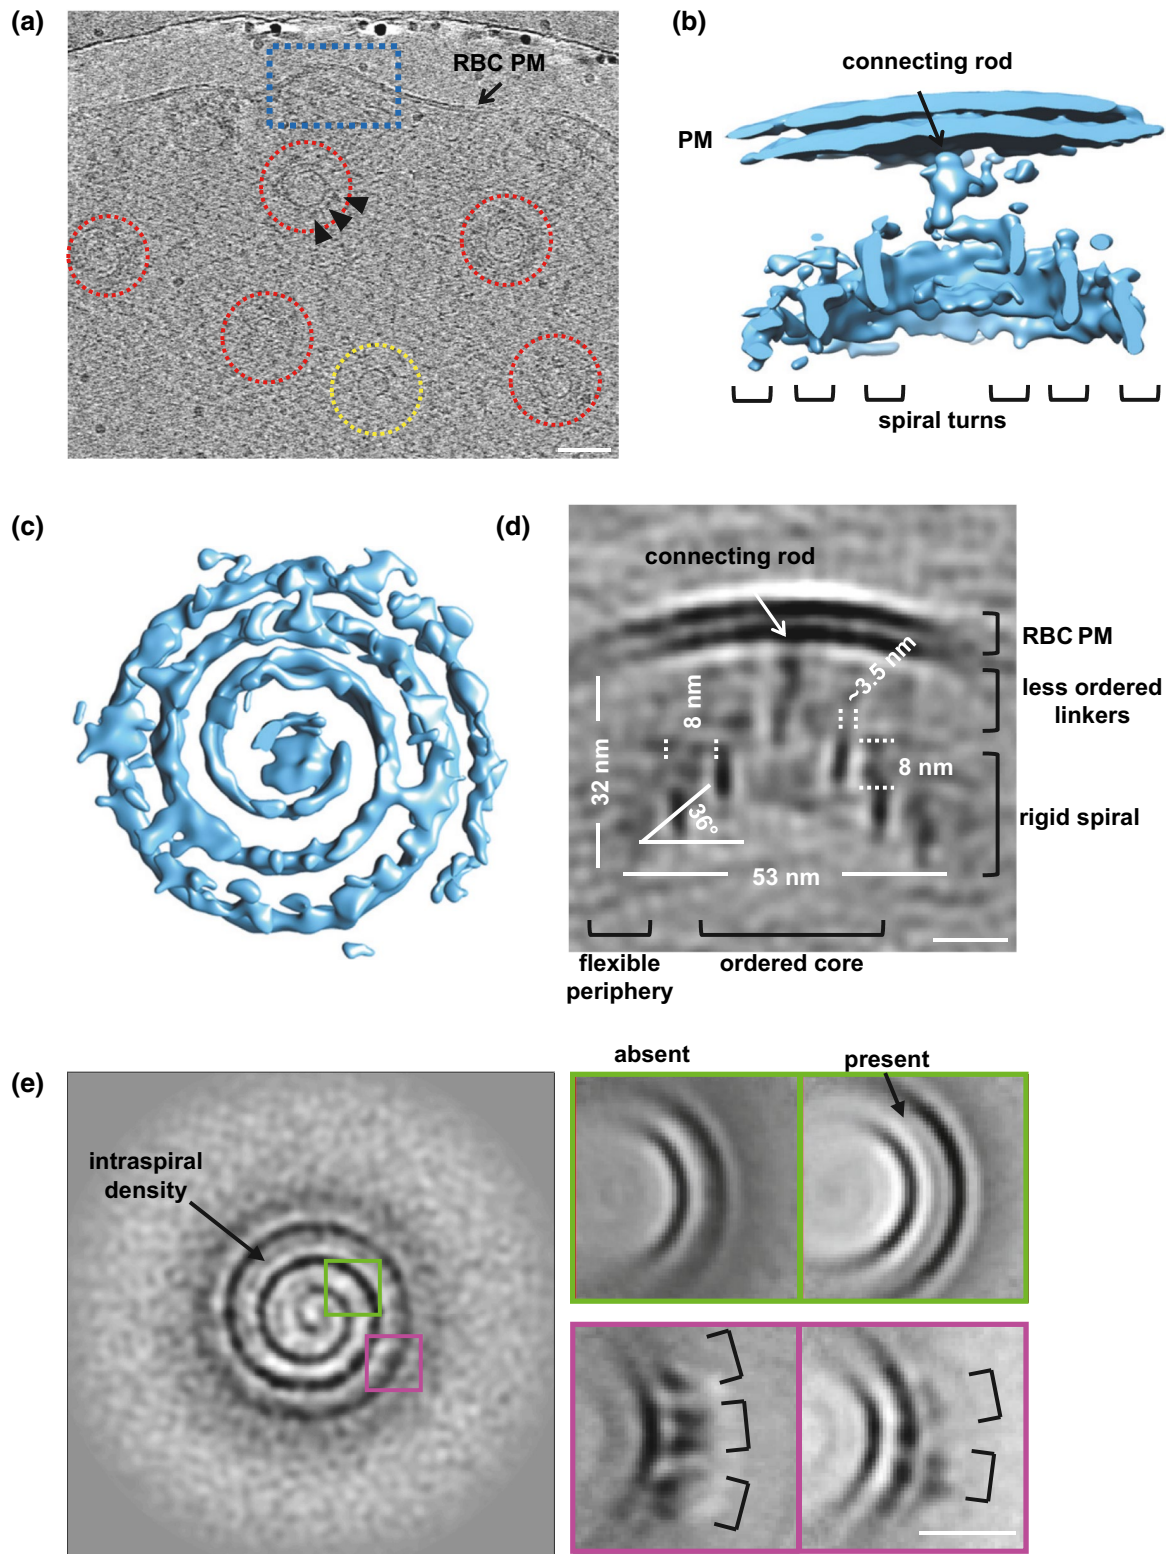 (a)
RBC PM
(b)
connecting rod
PM
spiral turns
(c)
(d)
connecting rod
~3.5 nm
8 nm
32 nm
8 nm
36°
53 nm
RBC PM
less ordered
linkers
rigid spiral
flexible
periphery
ordered core
(e)
intraspiral
density
absent
present